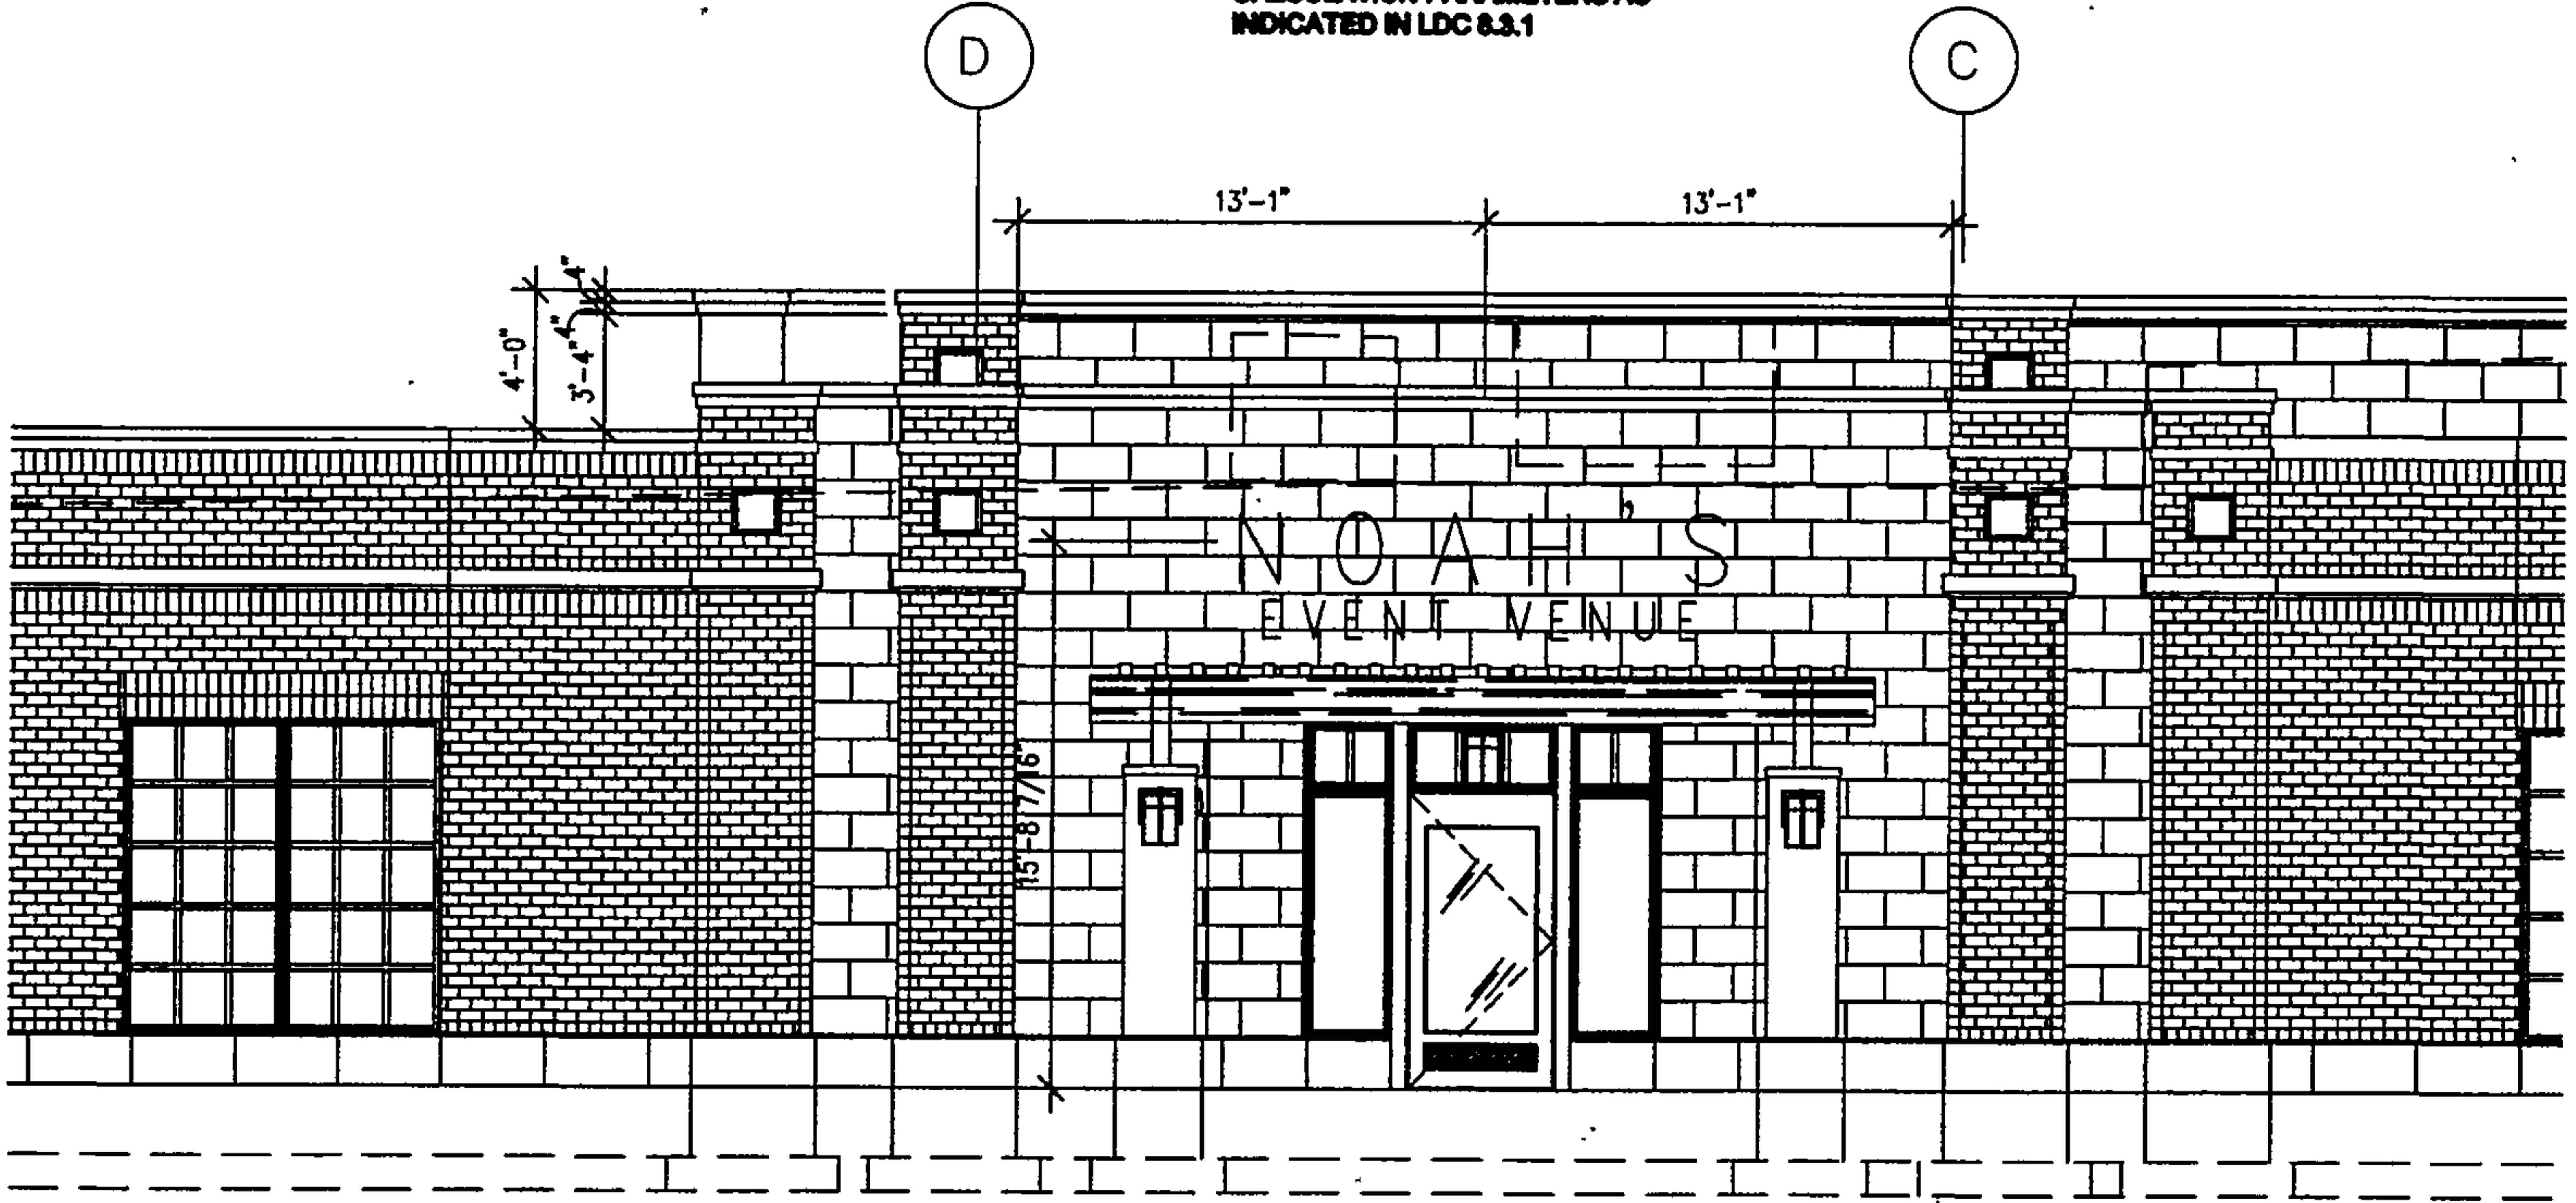 INDICATED IN LDC 8.3.1
D
C
13'-1"
13'-1"
4"
4"
4'-0"
3'-4"
NOAH'S
EVENT VENUE
15'-8 7/16"